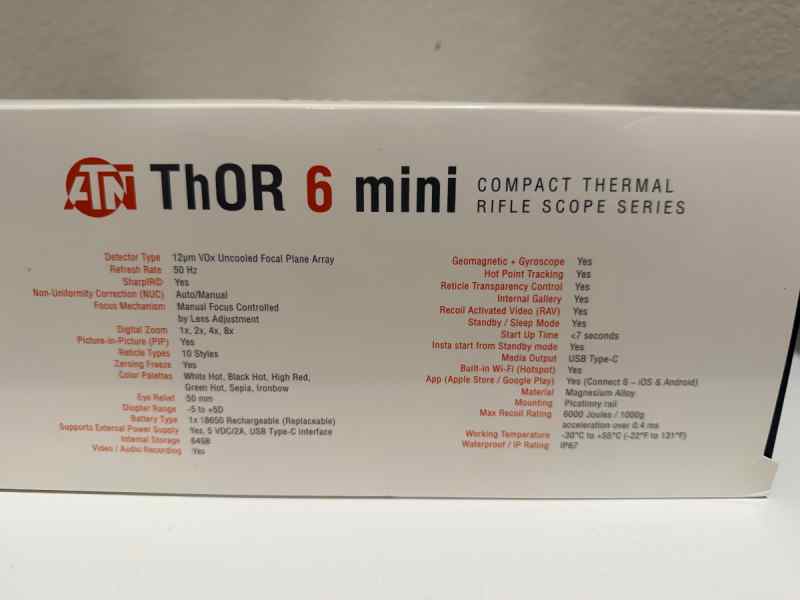 ATN ThOR 6 mini COMPACT THERMAL
RIFLE SCOPE SERIES
Detector Type 12µm VOx Uncooled Focal Plane Array
Refresh Rate 50 Hz
SharpIR© Yes
Non-Uniformity Correction (NUC) Auto/Manual
Focus Mechanism Manual Focus Controlled
by Lens Adjustment
Digital Zoom 1x, 2x, 4x, 8x
Picture-in-Picture (PIP) Yes
Reticle Types 10 Styles
Zeroing Freeze Yes
Color Palettes White Hot, Black Hot, High Red,
Green Hot, Sepia, Ironbow
Eye Relief 50 mm
Diopter Range -5 to +5D
Battery Type 1x 18650 Rechargeable (Replaceable)
Supports External Power Supply Yes, 5 VDC/2A, USB Type-C interface
Internal Storage 64GB
Video / Audio Recording Yes
Geomagnetic + Gyroscope Yes
Hot Point Tracking Yes
Reticle Transparency Control Yes
Internal Gallery Yes
Recoil Activated Video (RAV) Yes
Standby / Sleep Mode Yes
Start Up Time <7 seconds
Insta start from Standby mode Yes
Media Output USB Type-C
Built-in Wi-Fi (Hotspot) Yes
App (Apple Store / Google Play) Yes (Connect 6 – iOS & Android)
Material Magnesium Alloy
Mounting Picatinny rail
Max Recoil Rating 6000 Joules / 1000g
acceleration over 0.4 ms
Working Temperature -30°C to +55°C (-22°F to 131°F)
Waterproof / IP Rating IP67